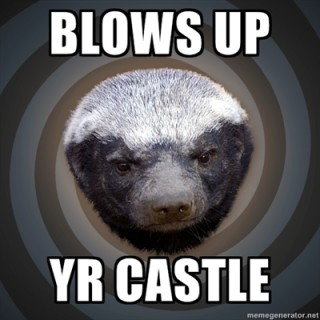 BLOWS UP
YR CASTLE
memegenerator.net